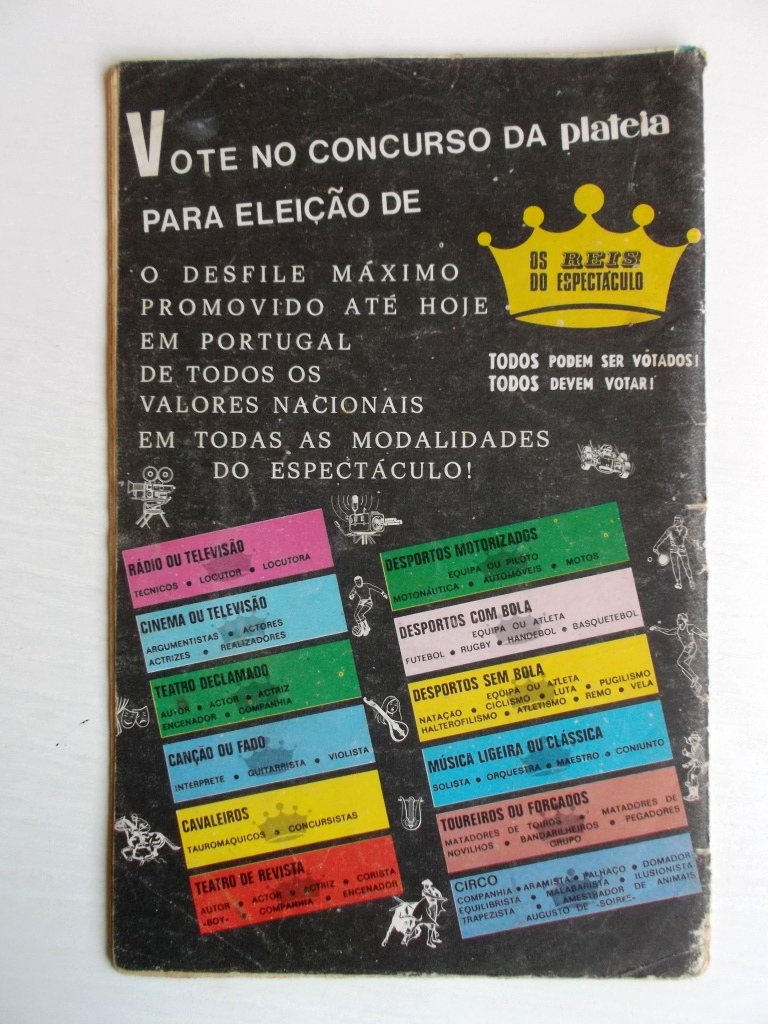 VOTE NO CONCURSO DA plateia
PARA ELEIÇÃO DE
OS REIS
DO ESPECTÁCULO
O DESFILE MÁXIMO
PROMOVIDO ATÉ HOJE
EM PORTUGAL
DE TODOS OS
VALORES NACIONAIS
EM TODAS AS MODALIDADES
DO ESPECTÁCULO!
TODOS PODEM SER VOTADOS!
TODOS DEVEM VOTAR!
RÁDIO OU TELEVISÃO
TÉCNICOS • LOCUTOR • LOCUTORA
CINEMA OU TELEVISÃO
ARGUMENTISTAS • ACTORES
ACTRIZES • REALIZADORES
TEATRO DECLAMADO
AUTOR • ACTOR • ACTRIZ
ENCENADOR • COMPANHIA
CANÇÃO OU FADO
INTÉRPRETE • GUITARRISTA • VIOLISTA
CAVALEIROS
TAUROMÁQUICOS • CONCURSISTAS
TEATRO DE REVISTA
AUTOR • ACTOR • ACTRIZ • CORISTA
«BOY» • COMPANHIA • ENCENADOR
DESPORTOS MOTORIZADOS
EQUIPA OU PILOTO
MOTONÁUTICA • AUTOMÓVEIS • MOTOS
DESPORTOS COM BOLA
EQUIPA OU ATLETA
FUTEBOL • RUGBY • HANDEBOL • BASQUETEBOL
DESPORTOS SEM BOLA
EQUIPA OU ATLETA
NATAÇÃO • CICLISMO • LUTA • PUGILISMO
HALTEROFILISMO • ATLETISMO • REMO • VELA
MÚSICA LIGEIRA OU CLÁSSICA
SOLISTA • ORQUESTRA • MAESTRO • CONJUNTO
TOUREIROS OU FORCADOS
MATADORES DE TOIROS • MATADORES DE
NOVILHOS • BANDARILHEIROS • PEGADORES
GRUPO
CIRCO
COMPANHIA • ARAMISTA • PALHAÇO • DOMADOR
EQUILIBRISTA • MALABARISTA • ILUSIONISTA
TRAPEZISTA • AMESTRADOR DE ANIMAIS
AUGUSTO DE «SOIRÉS»